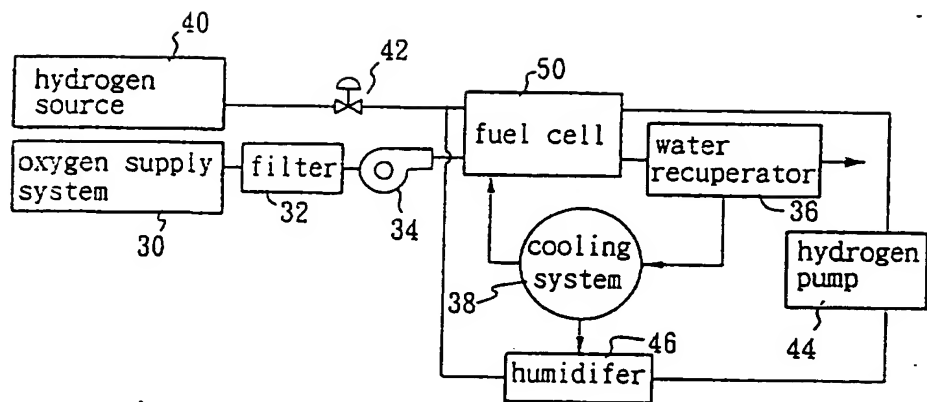 40
hydrogen
source
42
50
fuel cell
oxygen supply
system
30
filter
32
34
water
recuperator
36
cooling
system
38
hydrogen
pump
44
46
humidifer